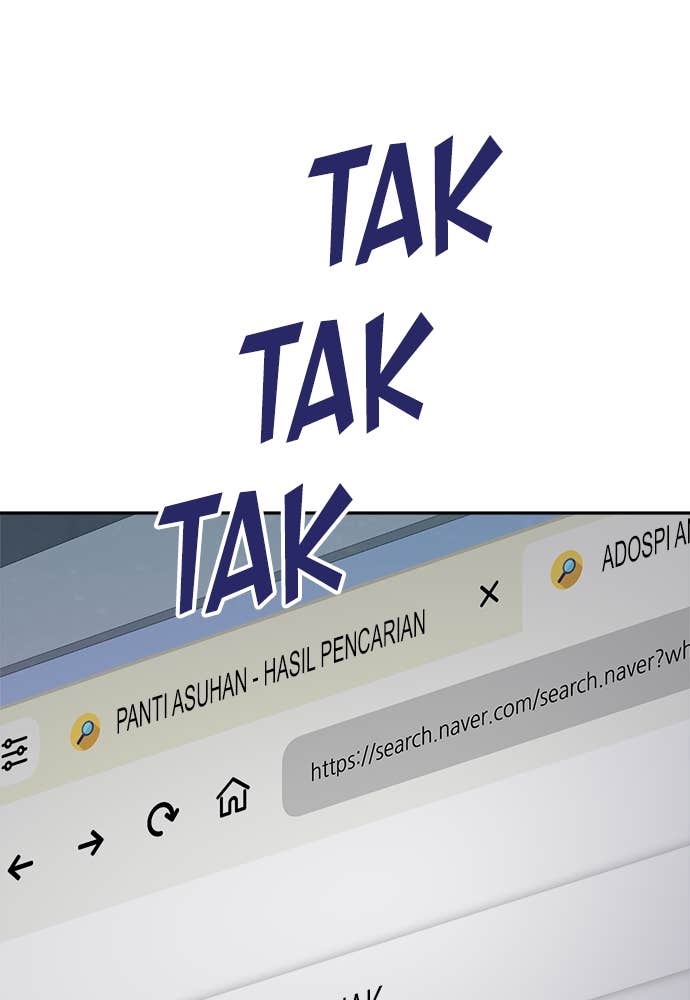 TAK
TAK
TAK
PANTI ASUHAN - HASIL PENCARIAN
ADOSPI
https://search.naver.com/search.naver?wh